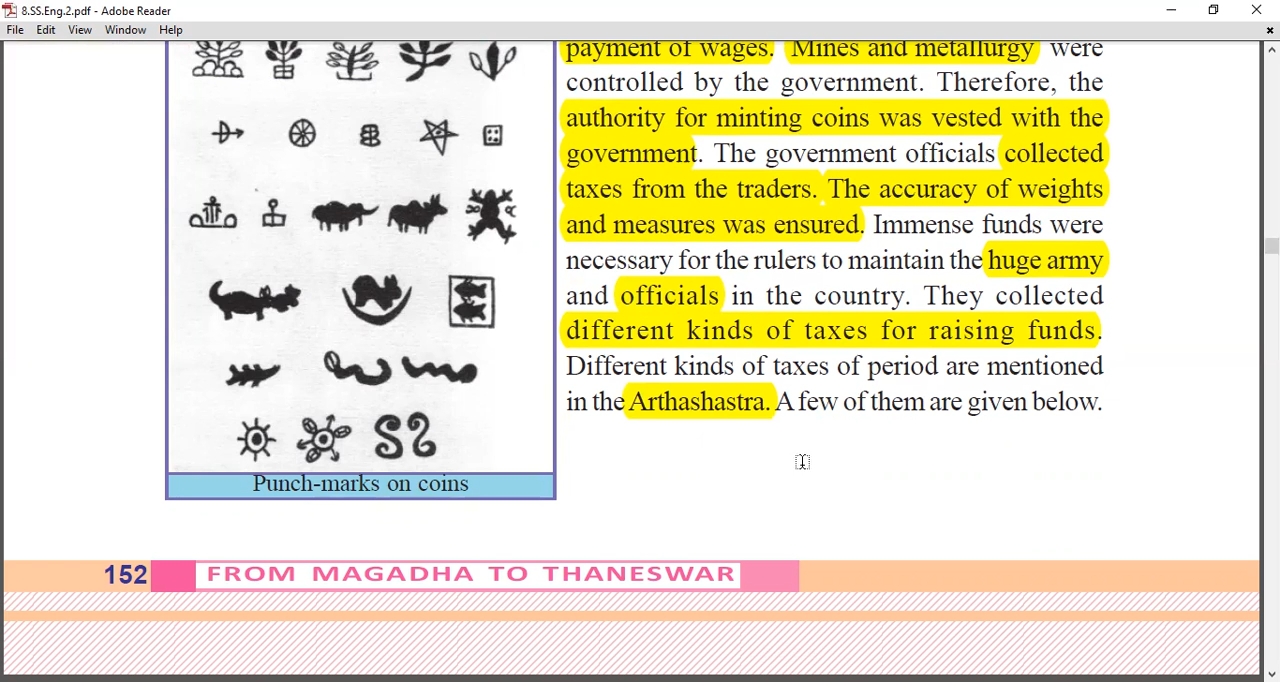 8.SS.Eng.2.pdf - Adobe Reader
File Edit View Window Help
payment of wages. Mines and metallurgy were
controlled by the government. Therefore, the
authority for minting coins was vested with the
government. The government officials collected
taxes from the traders. The accuracy of weights
and measures was ensured. Immense funds were
necessary for the rulers to maintain the huge army
and officials in the country. They collected
different kinds of taxes for raising funds.
Different kinds of taxes of period are mentioned
in the Arthashastra. A few of them are given below.
Punch-marks on coins
152 FROM MAGADHA TO THANESWAR